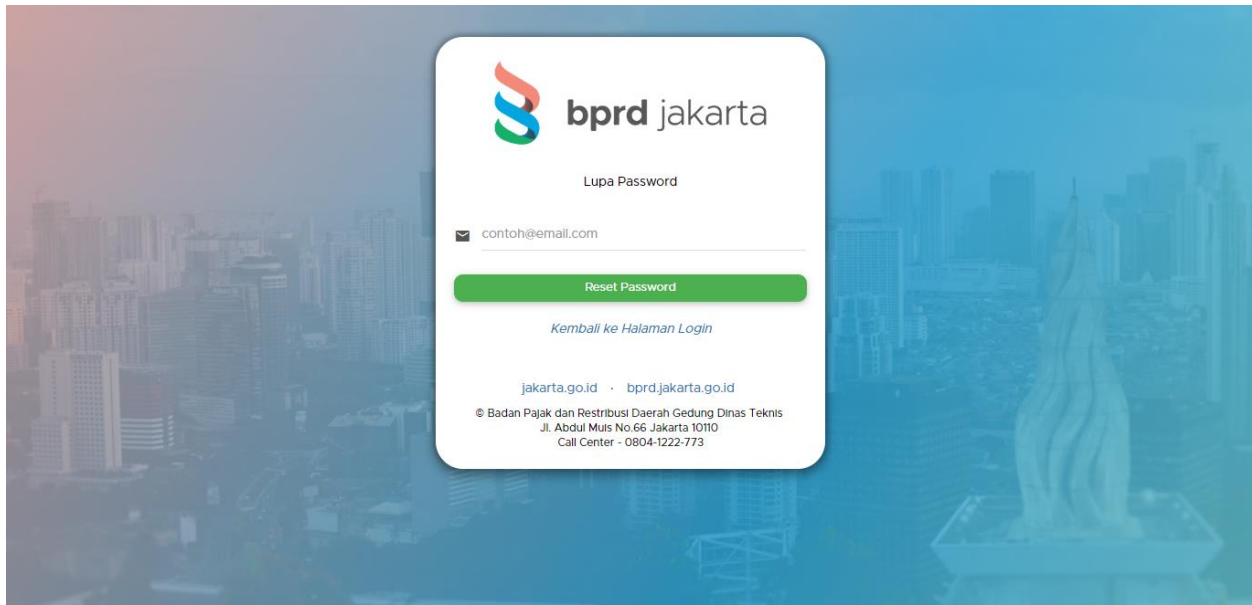 bprd jakarta
Lupa Password
contoh@email.com
Reset Password
Kembali ke Halaman Login
jakarta.go.id · bprd.jakarta.go.id
© Badan Pajak dan Restribusi Daerah Gedung Dinas Teknis
Jl. Abdul Muis No.66 Jakarta 10110
Call Center - 0804-1222-773